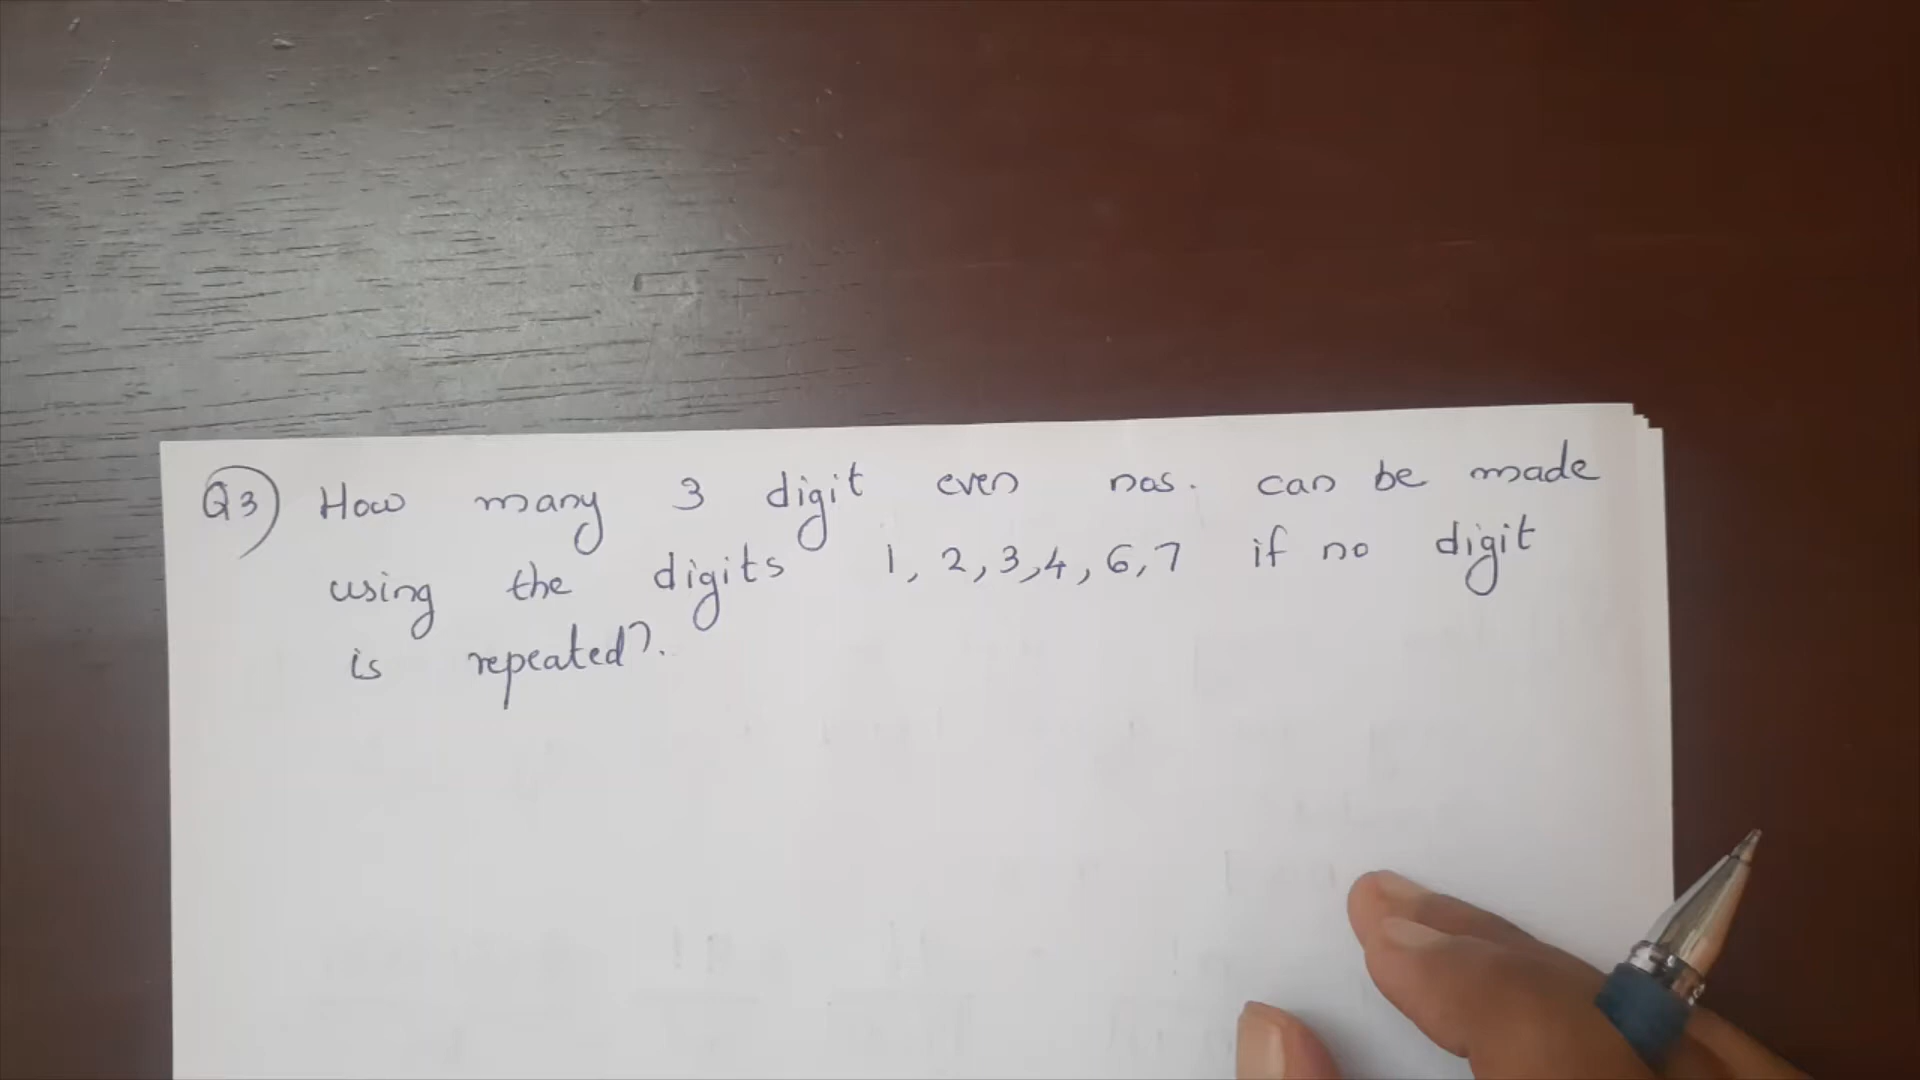 Q3) How many 3 digit even nos. can be made
using the digits 1, 2, 3, 4, 6, 7 if no digit
is repeated?.